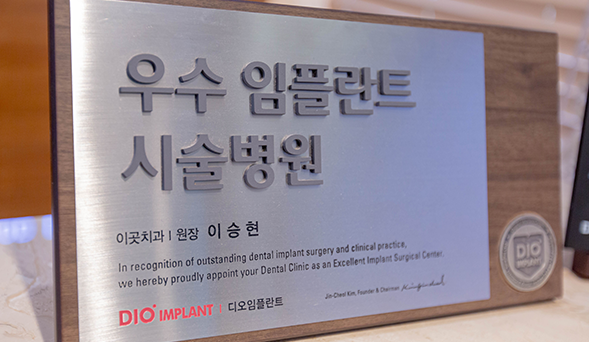 우수 임플란트
시술병원
이곳치과 | 원장 이승현
In recognition of outstanding dental implant surgery and clinical practice,
we hereby proudly appoint your Dental Clinic as an Excellent Implant Surgical Center.
Jin-Cheol Kim, Founder & Chairman
DIO IMPLANT | 디오임플란트
DIO
IMPLANT